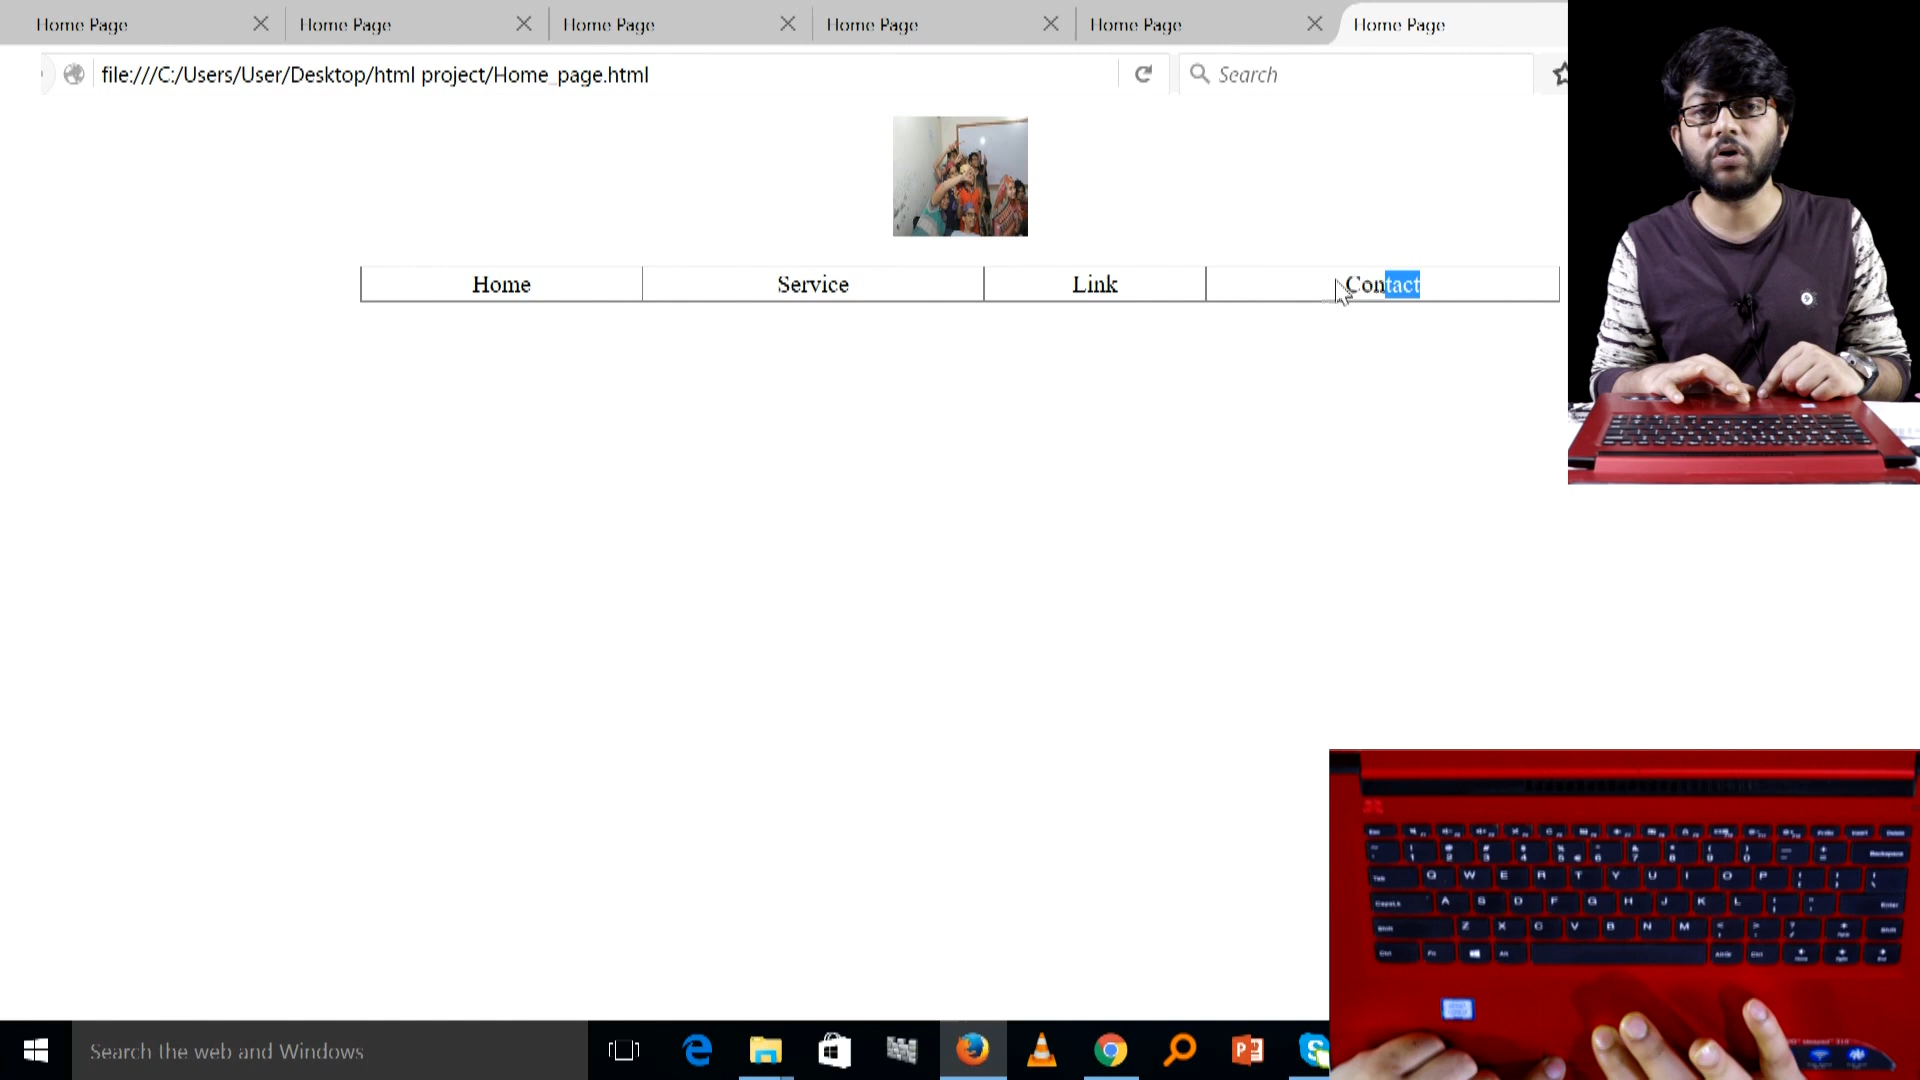 Home Page
Home Page
Home Page
Home Page
Home Page
Home Page
file:///C:/Users/User/Desktop/html project/Home_page.html
Search
Home
Service
Link
Contact
Search the web and Windows
Q W E R T Y U I O P
A S D F G H J K L
Z X C V B N M